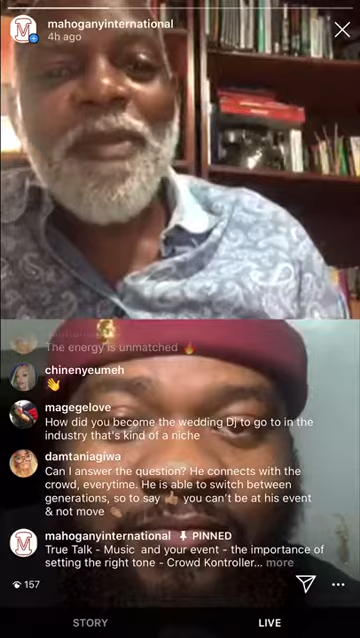 mahoganyinternational
4h ago
The energy is unmatched 🔥
chinenyeumeh
👋
magegelove
How did you become the wedding Dj to go to in the
industry that's kind of a niche
damtaniagiwa
Can I answer the question? He connects with the
crowd, everytime. He is able to switch between
generations, so to say 👍🏾 you can't be at his event
& not move
mahoganyinternational PINNED
True Talk - Music and your event - the importance of
setting the right tone - Crowd Kontroller... more
157
STORY
LIVE